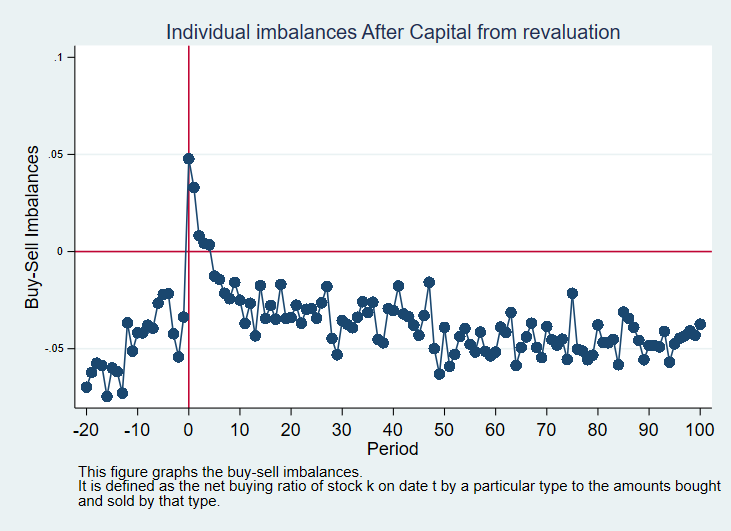 Individual imbalances After Capital from revaluation
Buy-Sell Imbalances
.1
.05
0
-.05
-20 -10 0 10 20 30 40 50 60 70 80 90 100
Period
This figure graphs the buy-sell imbalances.
It is defined as the net buying ratio of stock k on date t by a particular type to the amounts bought
and sold by that type.